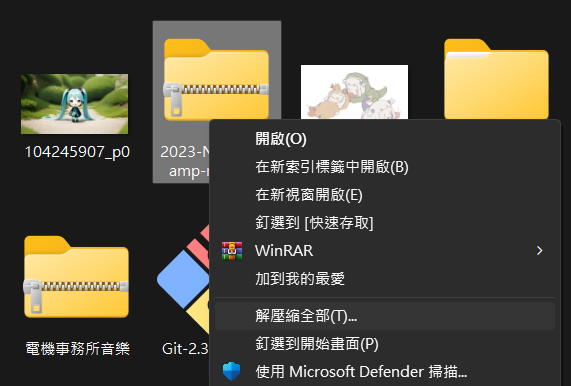 104245907_p0
2023-N
amp-r
開啟(O)
在新索引標籤中開啟(B)
在新視窗開啟(E)
釘選到 [快速存取]
WinRAR
加到我的最愛
解壓縮全部(T)...
釘選到開始畫面(P)
使用 Microsoft Defender 掃描...
電機事務所音樂
Git-2.3